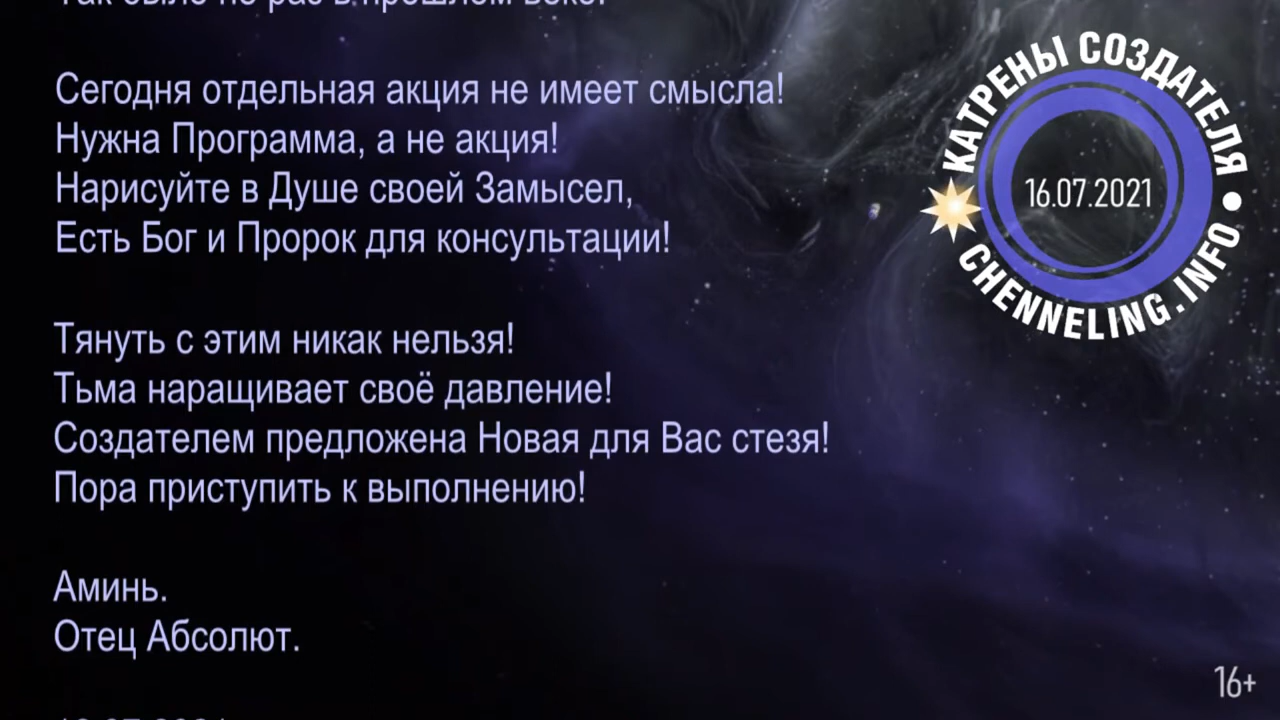 Сегодня отдельная акция не имеет смысла!
Нужна Программа, а не акция!
Нарисуйте в Душе своей Замысел,
Есть Бог и Пророк для консультации!
Тянуть с этим никак нельзя!
Тьма наращивает своё давление!
Создателем предложена Новая для Вас стезя!
Пора приступить к выполнению!
Аминь.
Отец Абсолют.
КАТРЕНЫ СОЗДАТЕЛЯ
16.07.2021
CHENNELING.INFO
16+